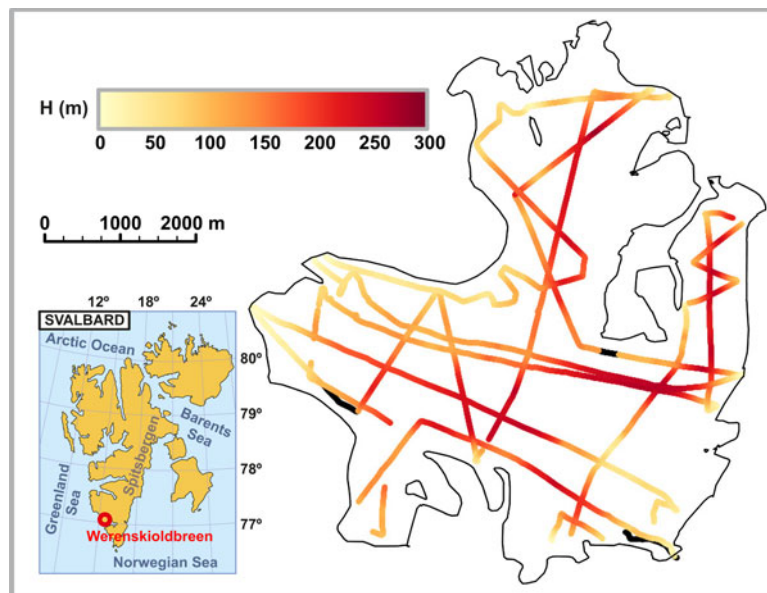 H (m)
0 50 100 150 200 250 300
0 1000 2000 m
12° 18° 24°
SVALBARD
Arctic Ocean
80°
Barents
Sea
79°
Spitsbergen
78°
Greenland
Sea
77°
Werenskioldbreen
Norwegian Sea